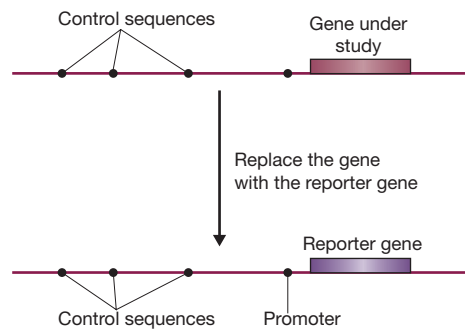 Control sequences
Gene under
study
Replace the gene
with the reporter gene
Reporter gene
Control sequences
Promoter